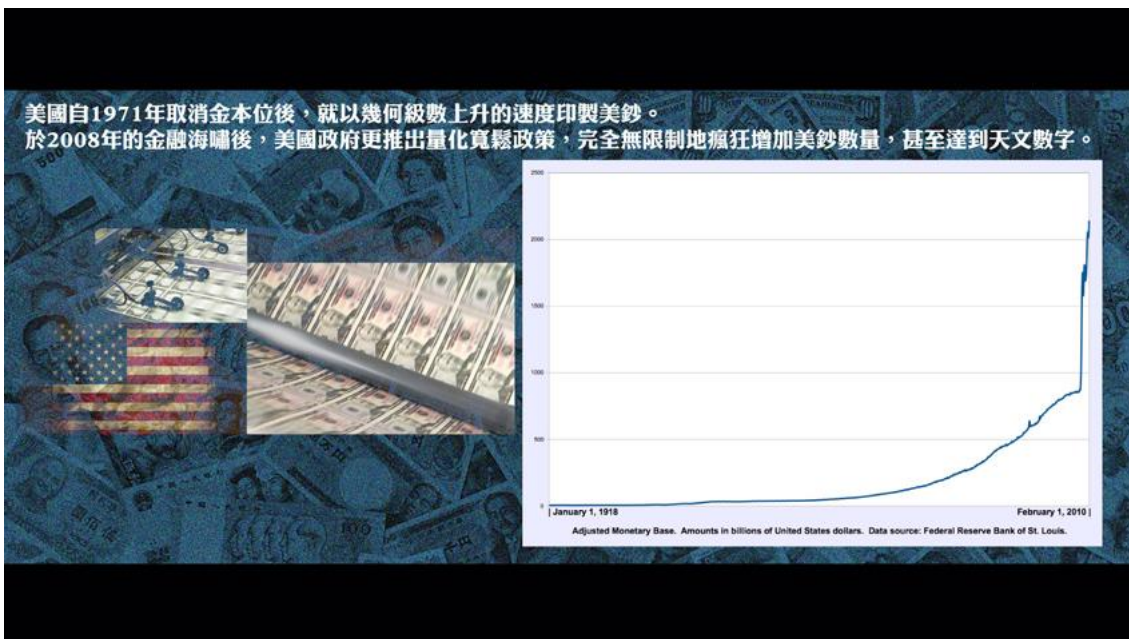 美國自1971年取消金本位後，就以幾何級數上升的速度印製美鈔。
於2008年的金融海嘯後，美國政府更推出量化寬鬆政策，完全無限制地瘋狂增加美鈔數量，甚至達到天文數字。
2500
2000
1500
1000
500
0
| January 1, 1918
February 1, 2010 |
Adjusted Monetary Base. Amounts in billions of United States dollars. Data source: Federal Reserve Bank of St. Louis.